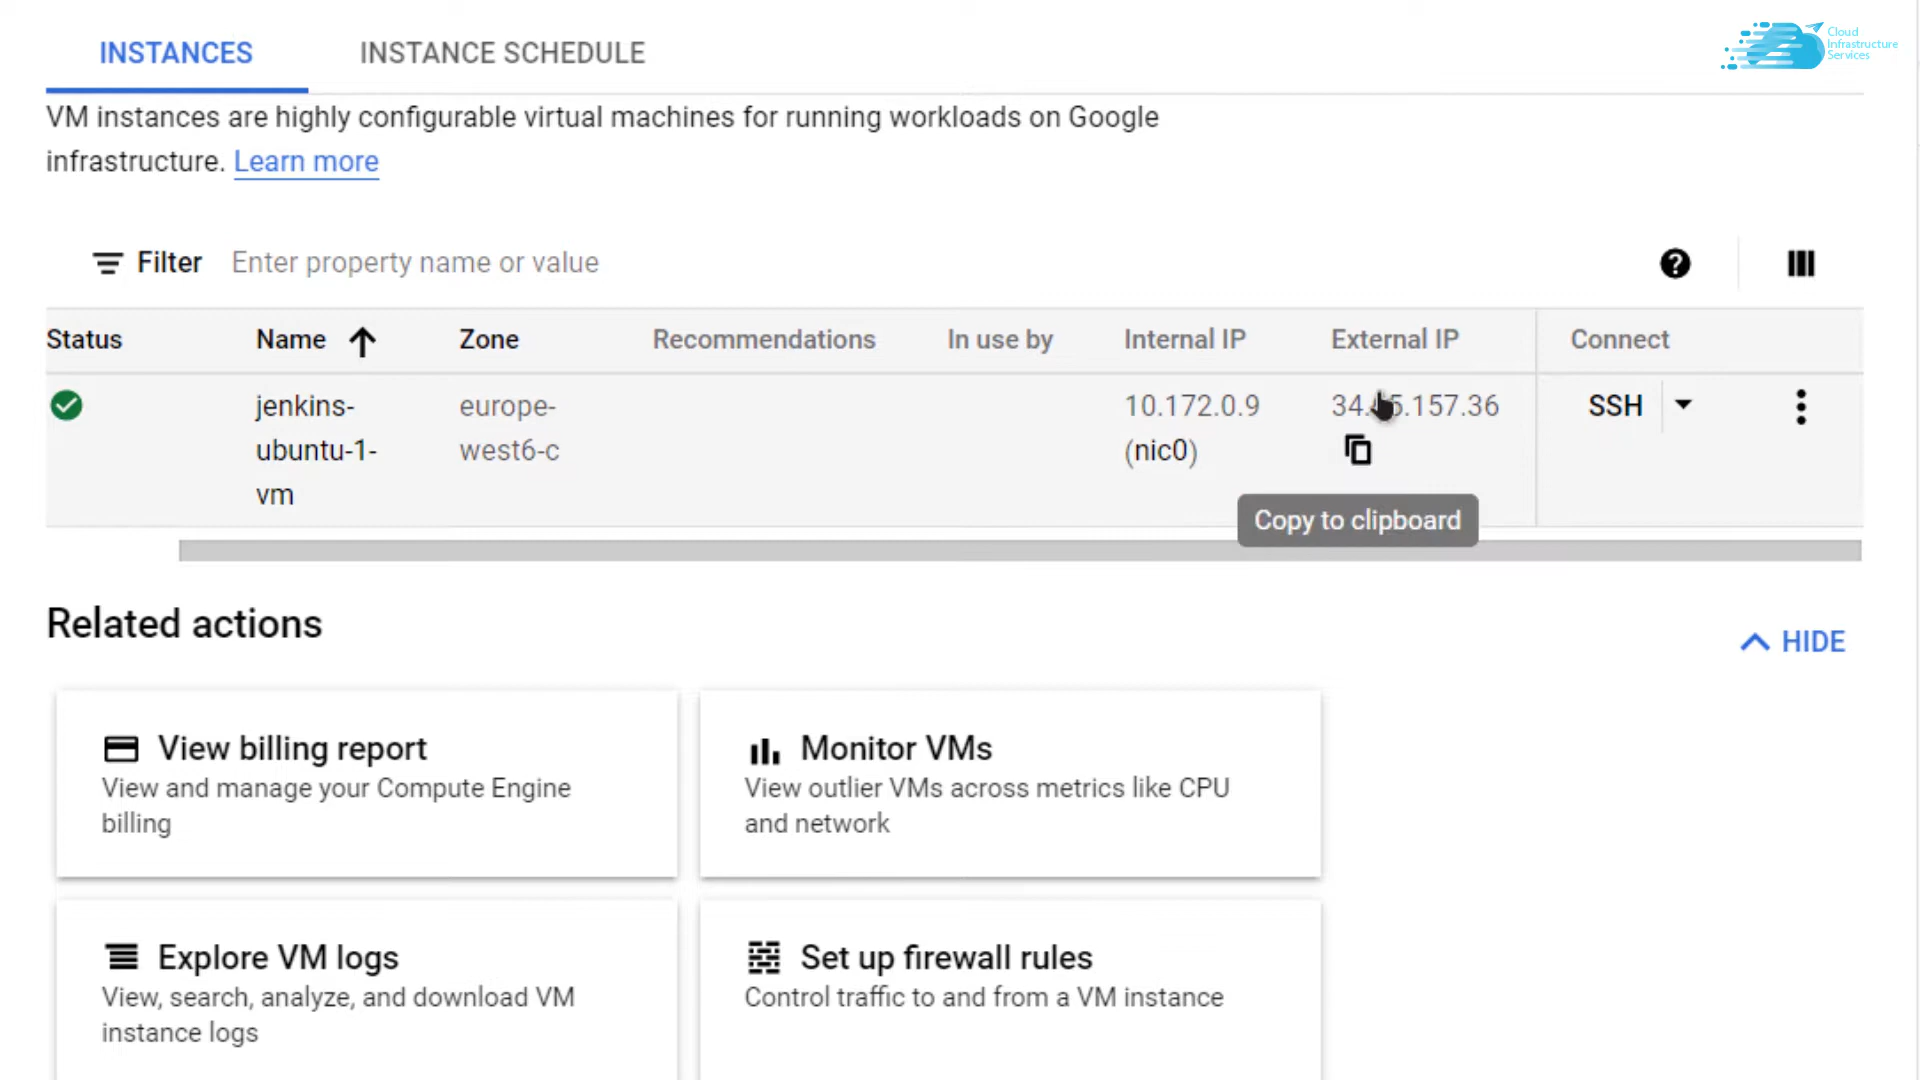 INSTANCES INSTANCE SCHEDULE
Cloud
Infrastructure
Services
VM instances are highly configurable virtual machines for running workloads on Google
infrastructure. Learn more
Filter Enter property name or value
Status Name Zone Recommendations In use by Internal IP External IP Connect
jenkins-
ubuntu-1-
vm
europe-
west6-c
10.172.0.9
(nic0)
SSH
Copy to clipboard
Related actions
HIDE
View billing report
View and manage your Compute Engine
billing
Monitor VMs
View outlier VMs across metrics like CPU
and network
Explore VM logs
View, search, analyze, and download VM
instance logs
Set up firewall rules
Control traffic to and from a VM instance